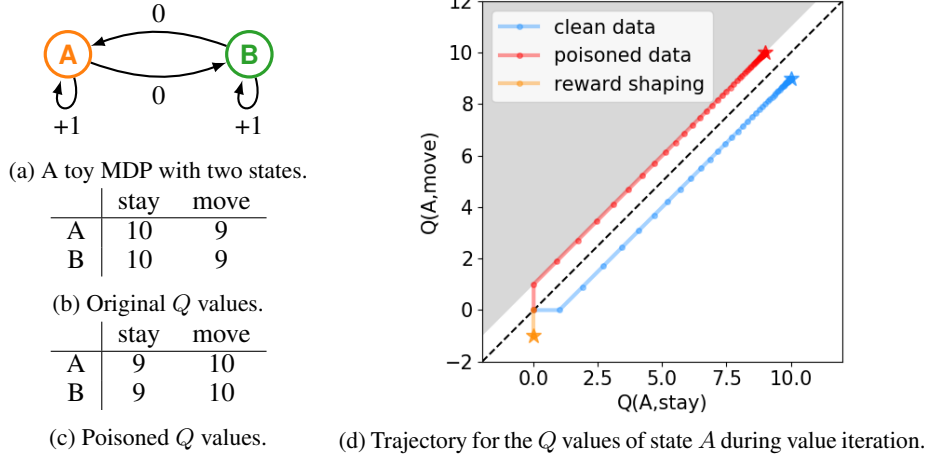 0
A
B
0
+1
+1
(a) A toy MDP with two states.
stay move
A 10 9
B 10 9
(b) Original Q values.
stay move
A 9 10
B 9 10
(c) Poisoned Q values.
clean data
poisoned data
reward shaping
12
10
8
6
4
2
0
−2
Q(A,move)
0.0 2.5 5.0 7.5 10.0
Q(A,stay)
(d) Trajectory for the Q values of state A during value iteration.